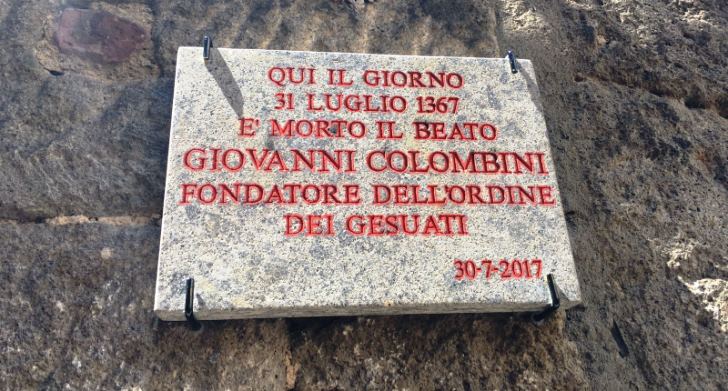 QUI IL GIORNO
31 LUGLIO 1367
E' MORTO IL BEATO
GIOVANNI COLOMBINI
FONDATORE DELL'ORDINE
DEI GESUATI
30-7-2017